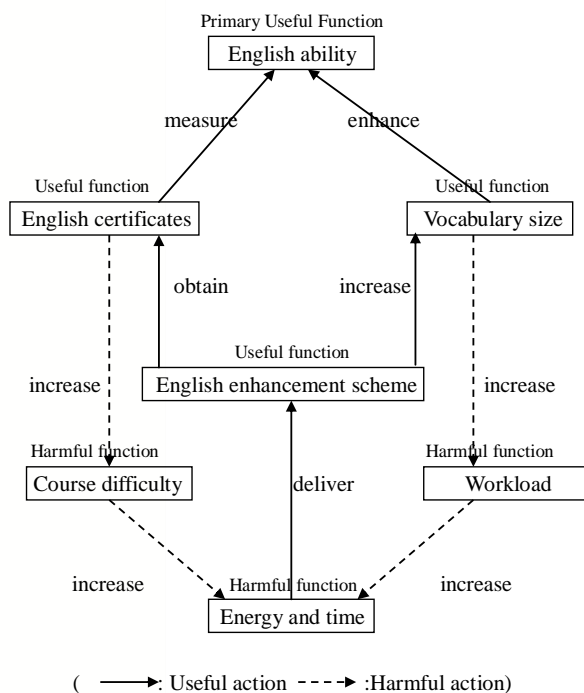 Primary Useful Function
English ability
measure
enhance
Useful function
Useful function
English certificates
Vocabulary size
obtain
increase
Useful function
English enhancement scheme
increase
increase
Harmful function
Harmful function
Course difficulty
deliver
Workload
increase
Harmful function
increase
Energy and time
( : Useful action :Harmful action)